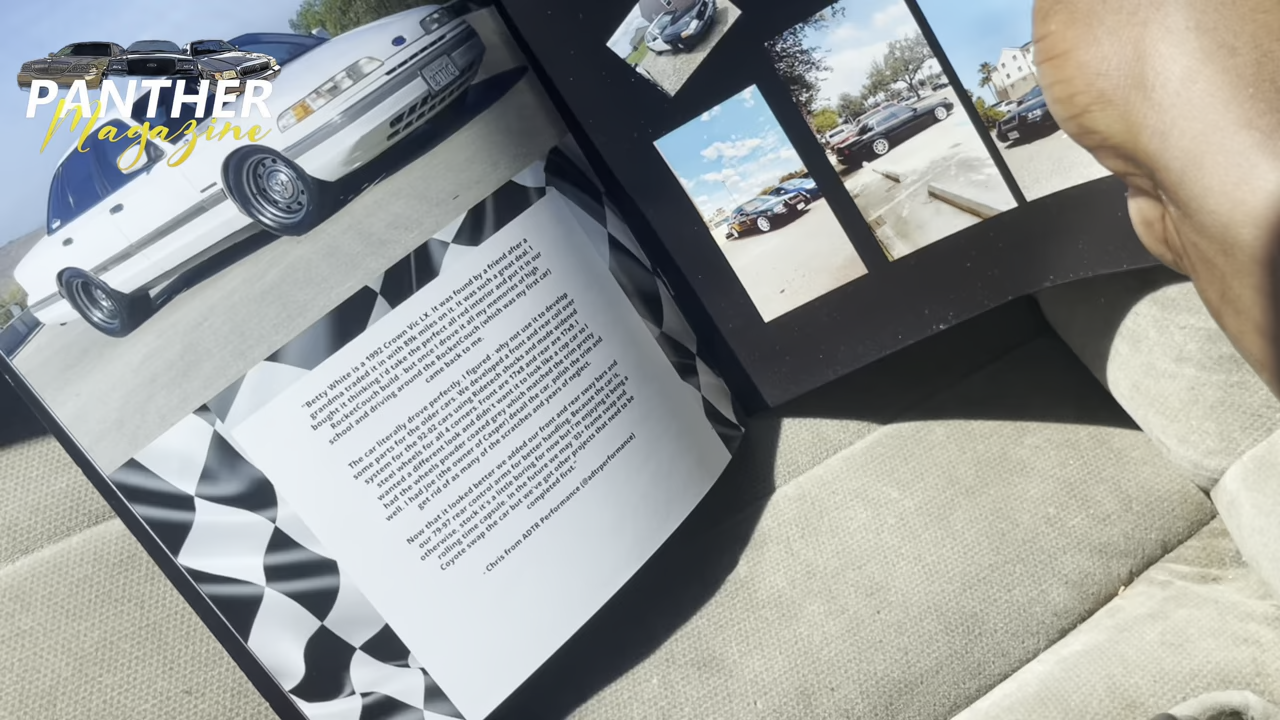 PANTHER
Magazine
"Betty White is a 1992 Crown Vic LX. It was found by a friend after a
grandma traded it in with 89k miles on it. It was such a great deal. I
bought it thinking I'd take the perfect all red interior and put it in our
RocketCouch build , but once I drove it all my memories of high
school and driving around the RocketCouch (which was my first car)
came back to me.
The car literally drove perfectly. I figured - why not use it to develop
some parts for the older cars. We developed a front and rear coil over
system for the 92-02 cars using Ridetech shocks and made widened
steel wheels for all 4 corners. Front are 17x8 and rear are 17x9. I
wanted a different look and didn't want it to look like a cop car so I
had the wheels powder coated grey which matched the trim pretty
well. I had Joe (the owner of Casper) detail the car, polish the trim and
get rid of as many of the scratches and years of neglect.
Now that it looked better we added our front and rear sway bars and
our 79-97 rear control arms for better handling. Because the car is,
otherwise, stock it's a little boring for now but I'm enjoying it being a
rolling time capsule. In the future we may '03+ frame swap and
Coyote swap the car but we've got other projects that need to be
completed first."
- Chris from ADTR Performance (@adtrperformance)